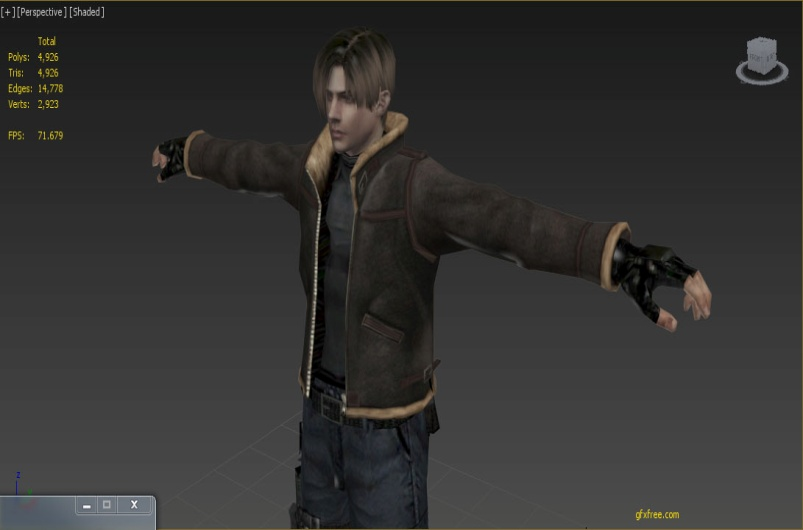 [+][Perspective][Shaded]
Total
Polys: 4,926
Tris: 4,926
Edges: 14,778
Verts: 2,923
FPS: 71.679
z
X
gfxfree.com